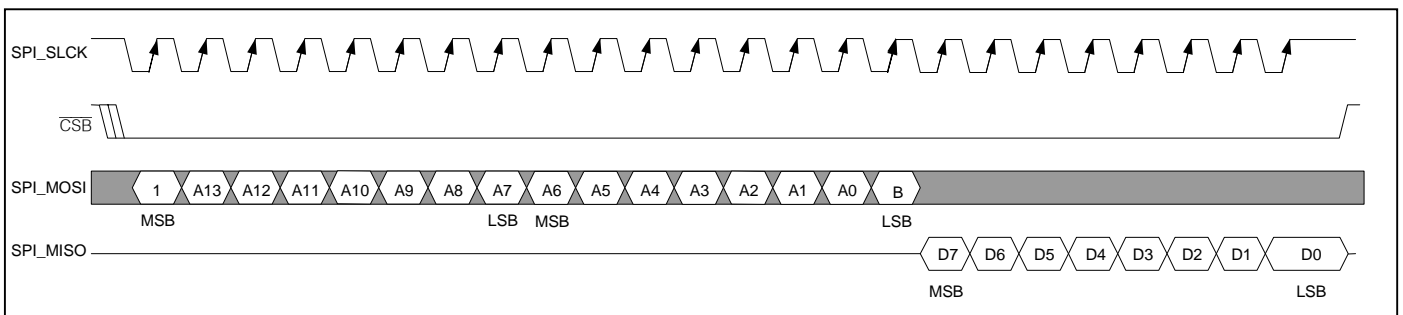 SPI_SLCK
CSB
SPI_MOSI 1 A13 A12 A11 A10 A9 A8 A7 A6 A5 A4 A3 A2 A1 A0 B
MSB LSB MSB LSB
SPI_MISO D7 D6 D5 D4 D3 D2 D1 D0
MSB LSB